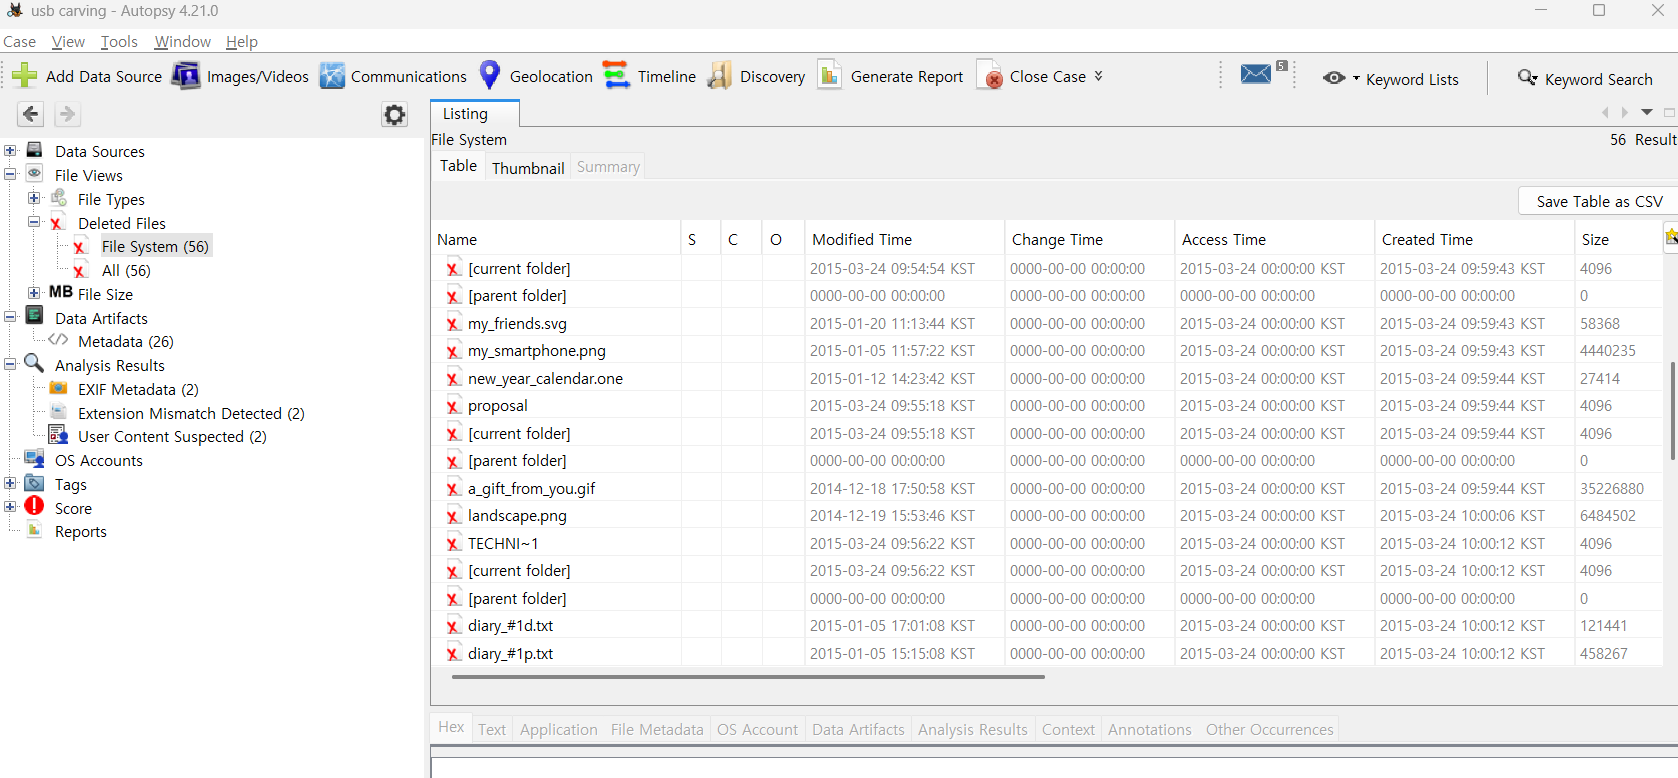 usb carving - Autopsy 4.21.0
Case View Tools Window Help
Add Data Source Images/Videos Communications Geolocation Timeline Discovery Generate Report Close Case 5 Keyword Lists Keyword Search
Listing
File System 56 Result
Table Thumbnail Summary
Save Table as CSV
Data Sources
File Views
File Types
Deleted Files
File System (56)
All (56)
MB File Size
Data Artifacts
Metadata (26)
Analysis Results
EXIF Metadata (2)
Extension Mismatch Detected (2)
User Content Suspected (2)
OS Accounts
Tags
Score
Reports
Name S C O Modified Time Change Time Access Time Created Time Size
[current folder] 2015-03-24 09:54:54 KST 0000-00-00 00:00:00 2015-03-24 00:00:00 KST 2015-03-24 09:59:43 KST 4096
[parent folder] 0000-00-00 00:00:00 0000-00-00 00:00:00 0000-00-00 00:00:00 0000-00-00 00:00:00 0
my_friends.svg 2015-01-20 11:13:44 KST 0000-00-00 00:00:00 2015-03-24 00:00:00 KST 2015-03-24 09:59:43 KST 58368
my_smartphone.png 2015-01-05 11:57:22 KST 0000-00-00 00:00:00 2015-03-24 00:00:00 KST 2015-03-24 09:59:43 KST 4440235
new_year_calendar.one 2015-01-12 14:23:42 KST 0000-00-00 00:00:00 2015-03-24 00:00:00 KST 2015-03-24 09:59:44 KST 27414
proposal 2015-03-24 09:55:18 KST 0000-00-00 00:00:00 2015-03-24 00:00:00 KST 2015-03-24 09:59:44 KST 4096
[current folder] 2015-03-24 09:55:18 KST 0000-00-00 00:00:00 2015-03-24 00:00:00 KST 2015-03-24 09:59:44 KST 4096
[parent folder] 0000-00-00 00:00:00 0000-00-00 00:00:00 0000-00-00 00:00:00 0000-00-00 00:00:00 0
a_gift_from_you.gif 2014-12-18 17:50:58 KST 0000-00-00 00:00:00 2015-03-24 00:00:00 KST 2015-03-24 09:59:44 KST 35226880
landscape.png 2014-12-19 15:53:46 KST 0000-00-00 00:00:00 2015-03-24 00:00:00 KST 2015-03-24 10:00:06 KST 6484502
TECHNI~1 2015-03-24 09:56:22 KST 0000-00-00 00:00:00 2015-03-24 00:00:00 KST 2015-03-24 10:00:12 KST 4096
[current folder] 2015-03-24 09:56:22 KST 0000-00-00 00:00:00 2015-03-24 00:00:00 KST 2015-03-24 10:00:12 KST 4096
[parent folder] 0000-00-00 00:00:00 0000-00-00 00:00:00 0000-00-00 00:00:00 0000-00-00 00:00:00 0
diary_#1d.txt 2015-01-05 17:01:08 KST 0000-00-00 00:00:00 2015-03-24 00:00:00 KST 2015-03-24 10:00:12 KST 121441
diary_#1p.txt 2015-01-05 15:15:08 KST 0000-00-00 00:00:00 2015-03-24 00:00:00 KST 2015-03-24 10:00:12 KST 458267
Hex Text Application File Metadata OS Account Data Artifacts Analysis Results Context Annotations Other Occurrences